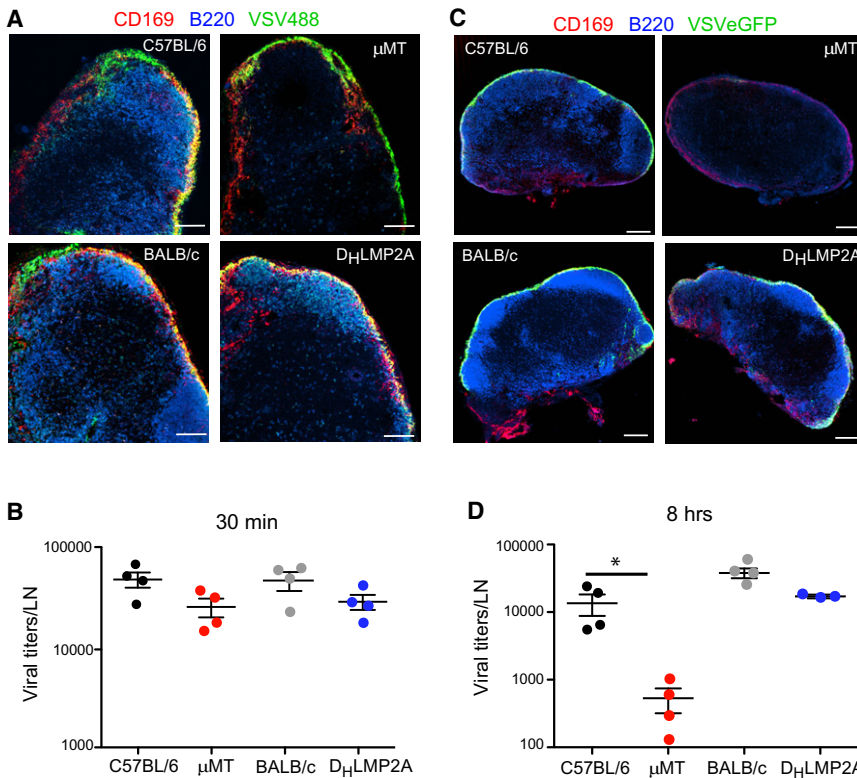 A
CD169 B220 VSV488
C57BL/6
μMT
BALB/c
DHLMP2A
B
30 min
Viral titers/LN
100000
10000
1000
C57BL/6
μMT
BALB/c
DHLMP2A
C
CD169 B220 VSVeGFP
C57BL/6
μMT
BALB/c
DHLMP2A
D
8 hrs
Viral titers/LN
100000
10000
1000
100
*
C57BL/6
μMT
BALB/c
DHLMP2A